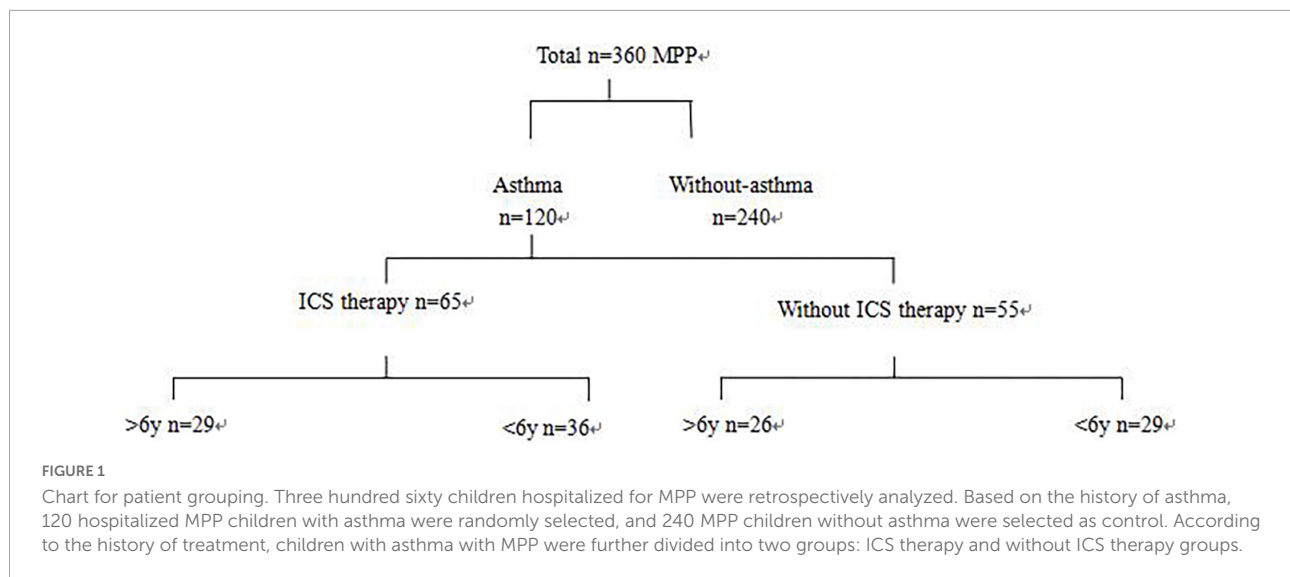 Total n=360 MPP↵
Asthma
n=120↵
Without-asthma
n=240↵
ICS therapy n=65↵
Without ICS therapy n=55↵
>6y n=29↵
<6y n=36↵
>6y n=26↵
<6y n=29↵
FIGURE 1
Chart for patient grouping. Three hundred sixty children hospitalized for MPP were retrospectively analyzed. Based on the history of asthma,
120 hospitalized MPP children with asthma were randomly selected, and 240 MPP children without asthma were selected as control. According
to the history of treatment, children with asthma with MPP were further divided into two groups: ICS therapy and without ICS therapy groups.